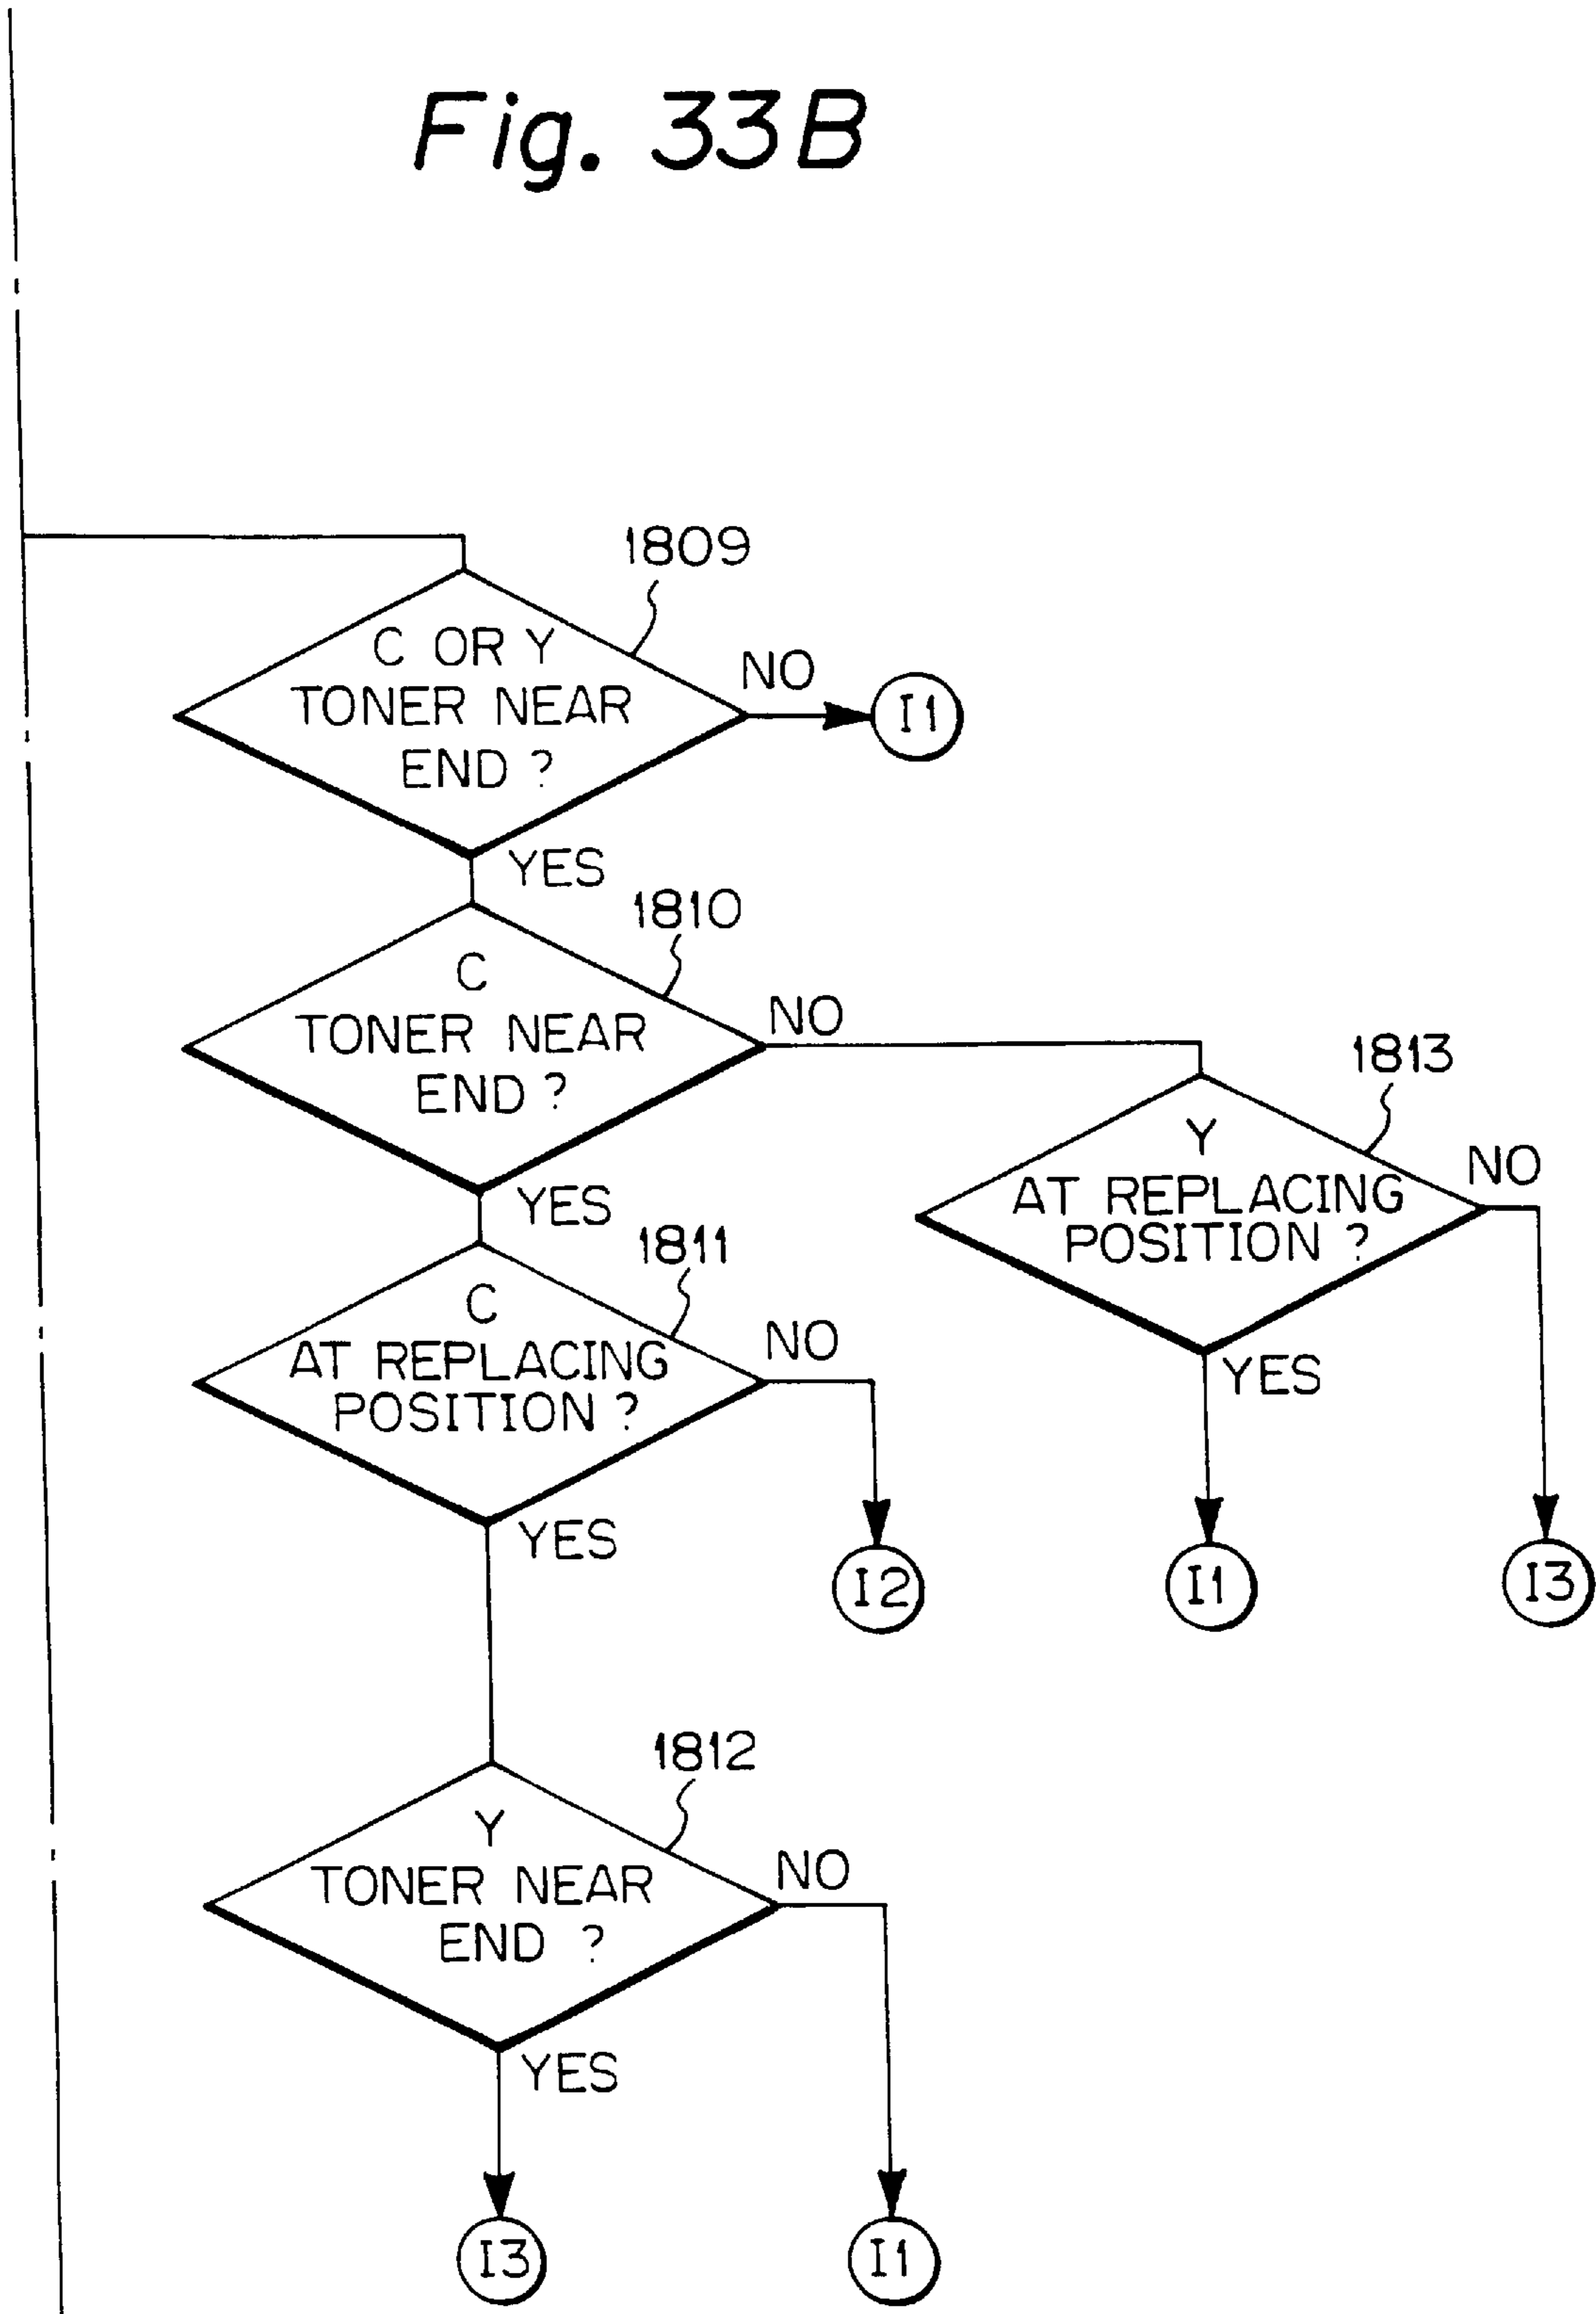 Fig. 33B
1809
C OR Y
TONER NEAR
END ?
NO
I1
YES
1810
C
TONER NEAR
END ?
NO
YES
1813
Y
AT REPLACING
POSITION ?
NO
YES
1811
C
AT REPLACING
POSITION ?
NO
YES
I2
I1
I3
1812
Y
TONER NEAR
END ?
NO
YES
I3
I1